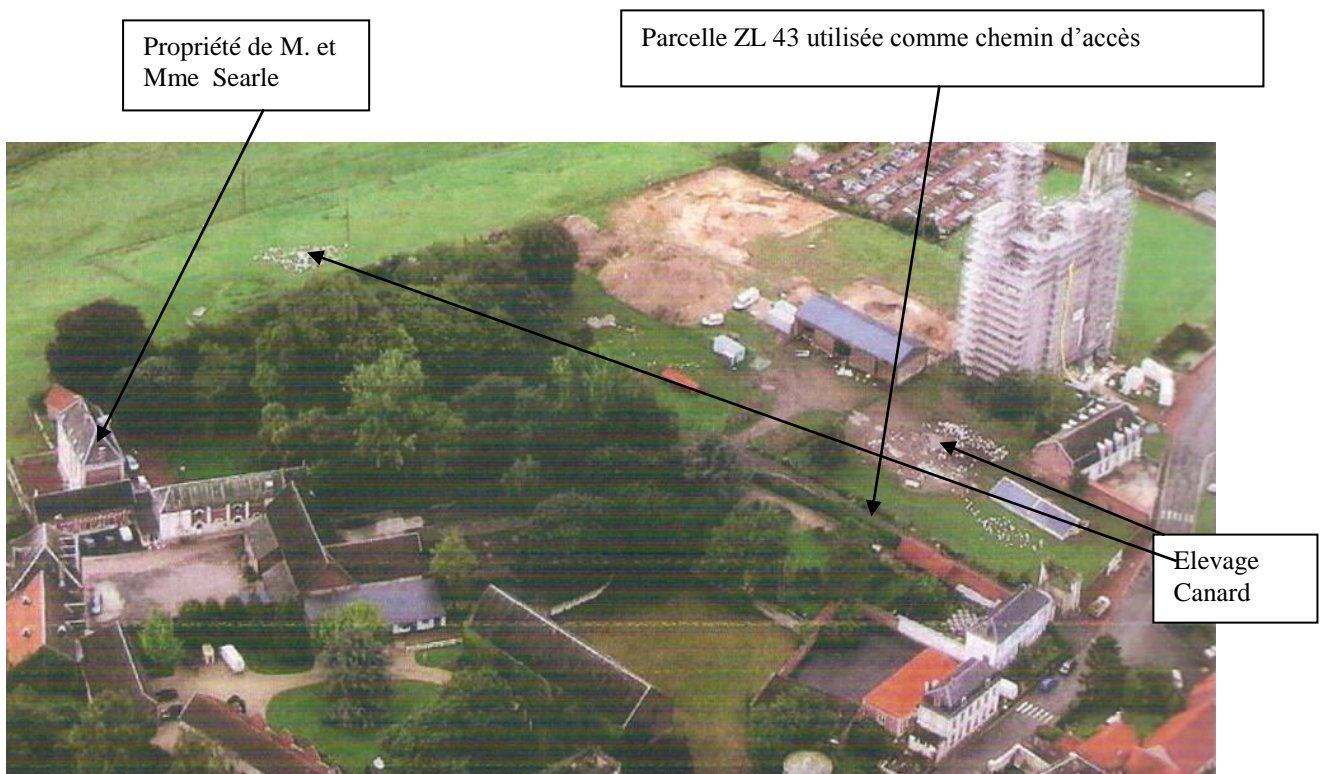 Propriété de M. et
Mme  Searle
Parcelle ZL 43 utilisée comme chemin d’accès
Elevage
Canard